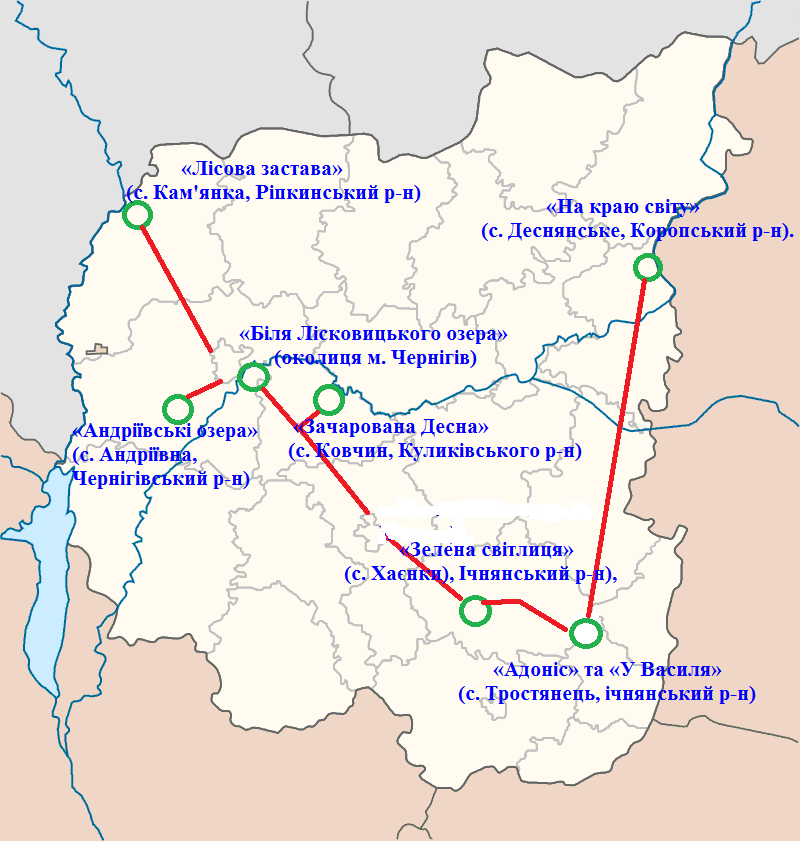 «Лісова застава»
(с. Кам'янка, Ріпкинський р-н)
«На краю світу»
(с. Деснянське, Коропський р-н).
«Біля Лісковицького озера»
(околиця м. Чернігів)
«Андріївські озера»
(с. Андріївна,
Чернігівський р-н)
«Зачарована Десна»
(с. Ковчин, Куликівського р-н)
«Зелена світлиця»
(с. Хаєнки), Ічнянський р-н),
«Адоніс» та «У Василя»
(с. Тростянець, ічнянський р-н)